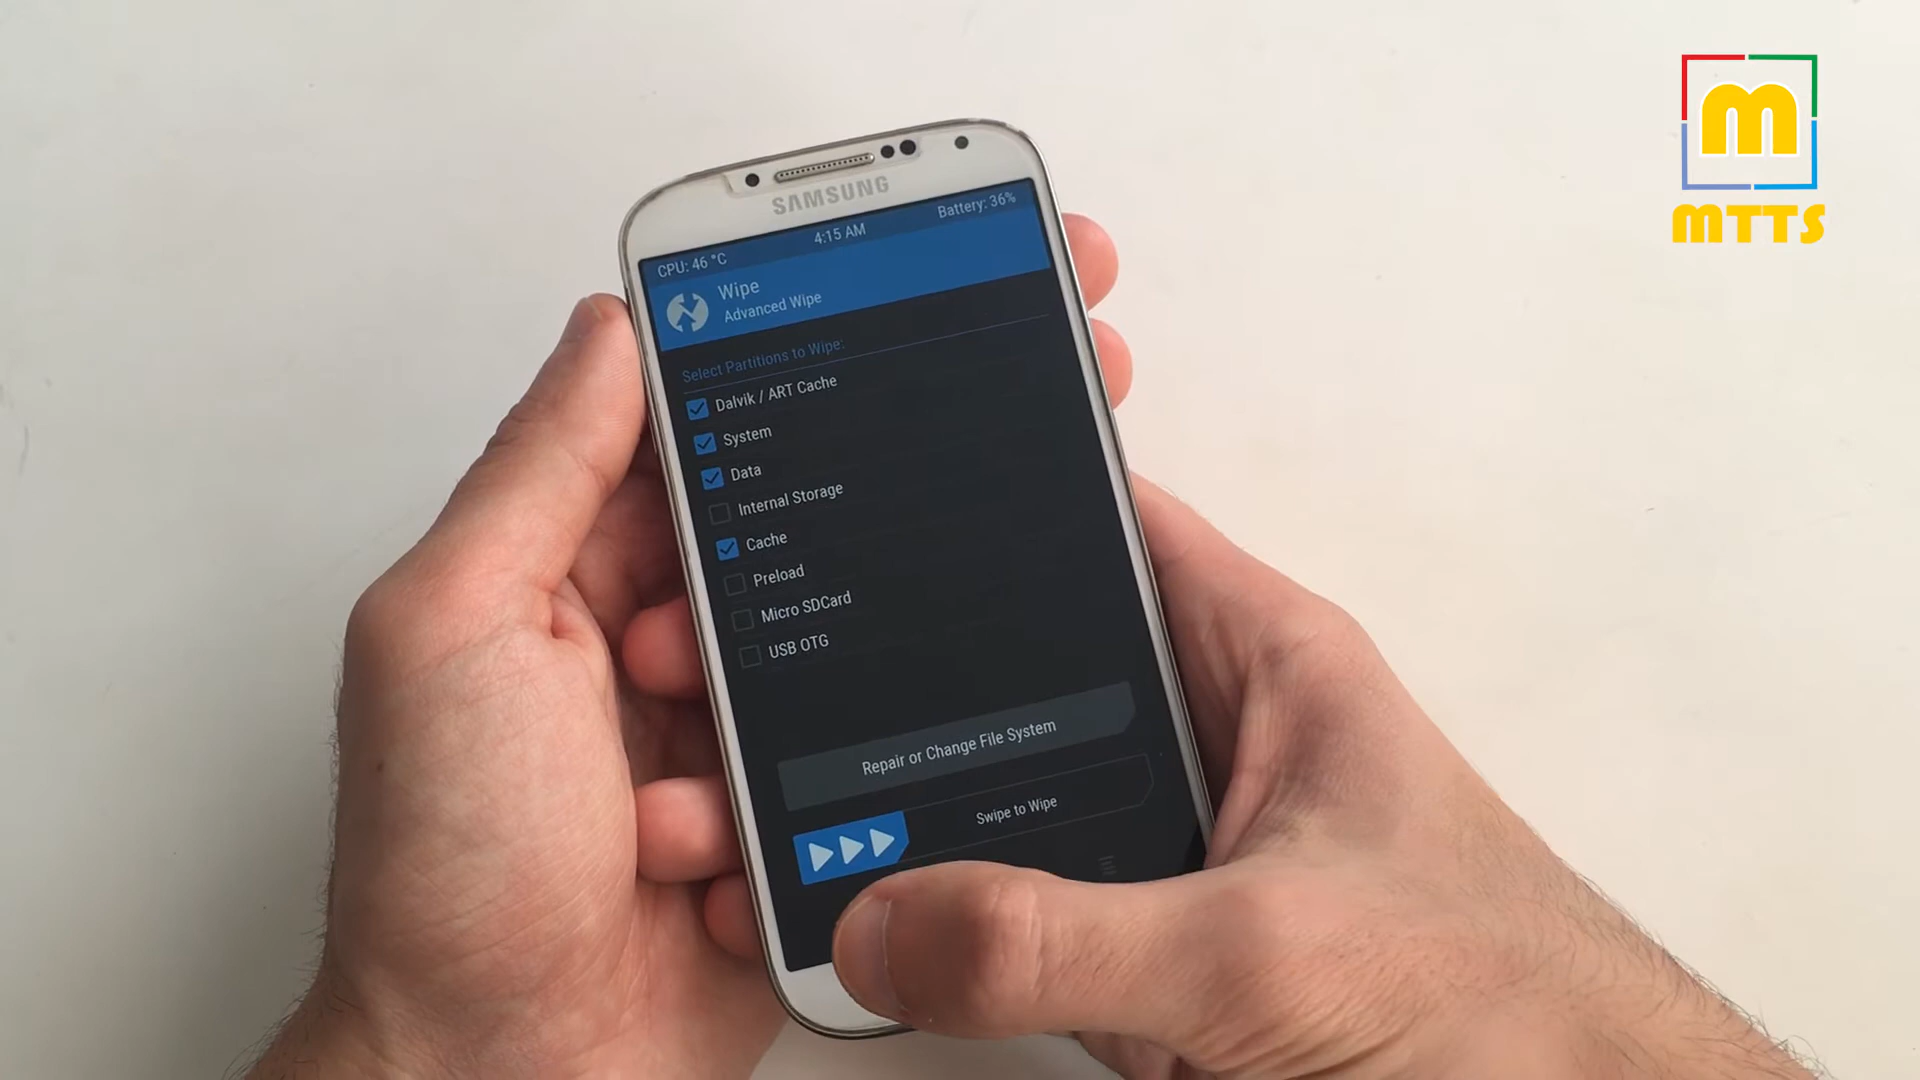 M
MTTS
SAMSUNG
CPU: 46 °C
4:15 AM
Battery: 36%
Wipe
Advanced Wipe
Select Partitions to Wipe:
Dalvik / ART Cache
System
Data
Internal Storage
Cache
Preload
Micro SDCard
USB OTG
Repair or Change File System
Swipe to Wipe